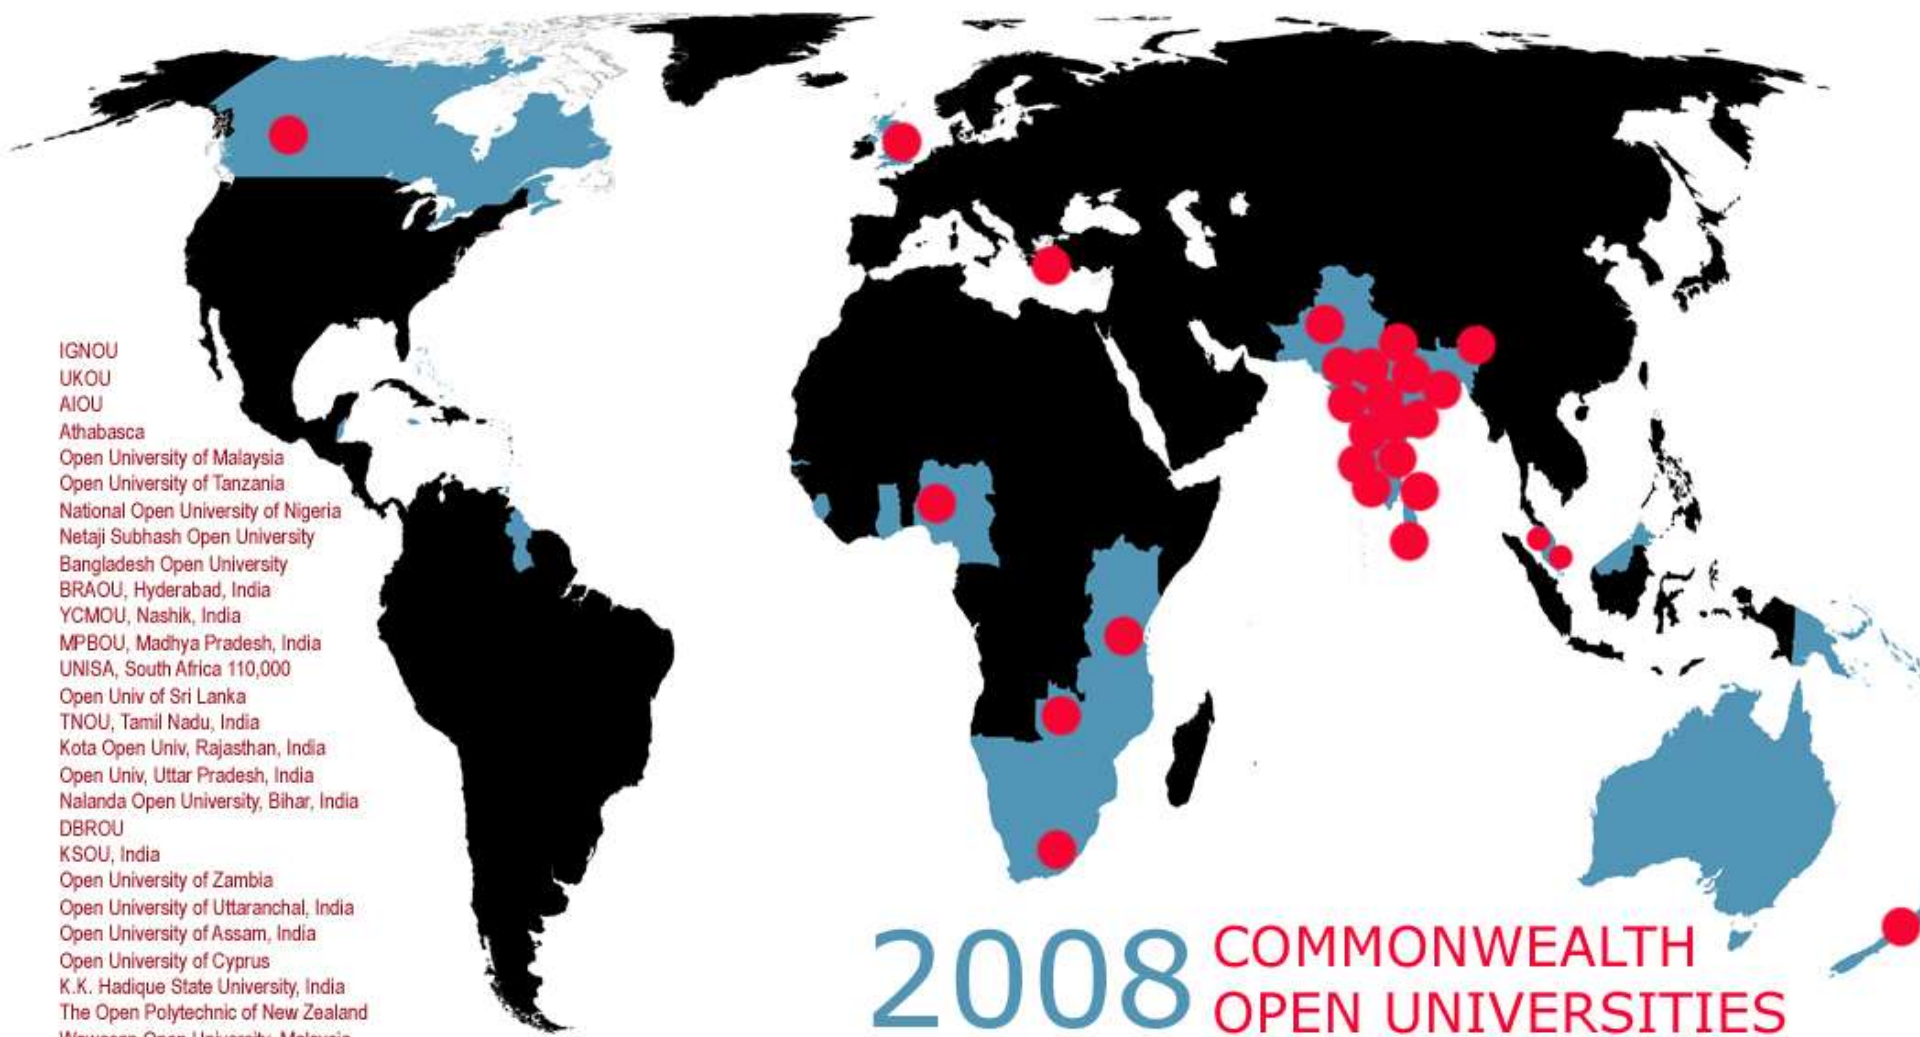 IGNOU
UKOU
AIOU
Athabasca
Open University of Malaysia
Open University of Tanzania
National Open University of Nigeria
Netaji Subhash Open University
Bangladesh Open University
BRAOU, Hyderabad, India
YCMOU, Nashik, India
MPBOU, Madhya Pradesh, India
UNISA, South Africa 110,000
Open Univ of Sri Lanka
TNOU, Tamil Nadu, India
Kota Open Univ, Rajasthan, India
Open Univ, Uttar Pradesh, India
Nalanda Open University, Bihar, India
DBROU
KSOU, India
Open University of Zambia
Open University of Uttaranchal, India
Open University of Assam, India
Open University of Cyprus
K.K. Hadique State University, India
The Open Polytechnic of New Zealand
Wawasan Open University, Malaysia
2008
COMMONWEALTH
OPEN UNIVERSITIES